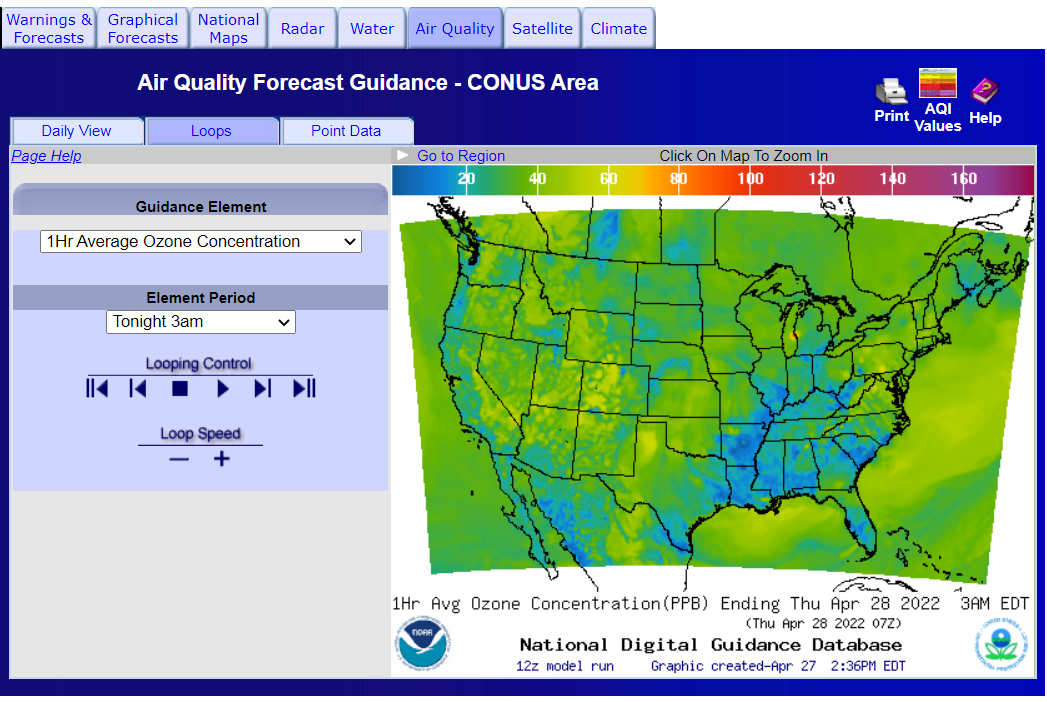 Warnings & Forecasts
Graphical Forecasts
National Maps
Radar
Water
Air Quality
Satellite
Climate
Air Quality Forecast Guidance - CONUS Area
Print
AQI Values
Help
Daily View
Loops
Point Data
Page Help
Go to Region
Click On Map To Zoom In
20 40 60 80 100 120 140 160
Guidance Element
1Hr Average Ozone Concentration
Element Period
Tonight 3am
Looping Control
Loop Speed
1Hr Avg Ozone Concentration(PPB) Ending Thu Apr 28 2022 3AM EDT
(Thu Apr 28 2022 07Z)
NOAA
National Digital Guidance Database
12z model run Graphic created-Apr 27 2:36PM EDT